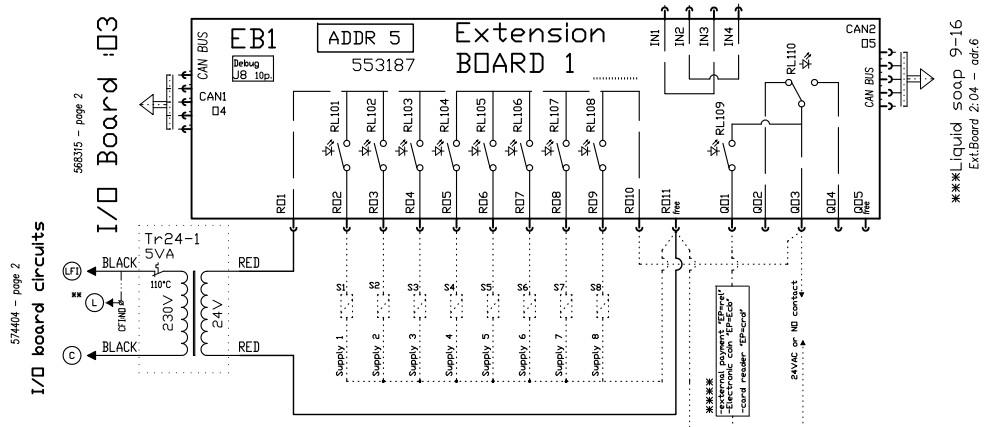 I/O Board :03
568315 - page 2
CAN BUS
CAN1
04
EB1
Debug
J8 10p.
ADDR 5
553187
Extension
BOARD 1
IN1
IN2
IN3
IN4
CAN2
05
CAN BUS
***Liquid soap 9-16
Ext.Board 2:04 - adr.6
RL101
RL102
RL103
RL104
RL105
RL106
RL107
RL108
RL109
RL110
RO1
RO2
RO3
RO4
RO5
RO6
RO7
RO8
RO9
RO10
RO11
free
QO1
QO2
QO3
QO4
QO5
free
I/O board circuits
574404 - page 2
Tr24-1
5VA
LF1
BLACK
RED
110°C
**
L
CFIND
230V
24V
C
BLACK
RED
S1
S2
S3
S4
S5
S6
S7
S8
Supply 1
Supply 2
Supply 3
Supply 4
Supply 5
Supply 6
Supply 7
Supply 8
****
-external payment "EP=rel"
-Electronic coin "EP=Ecb"
-card reader "EP=crd"
24VAC or NO contact